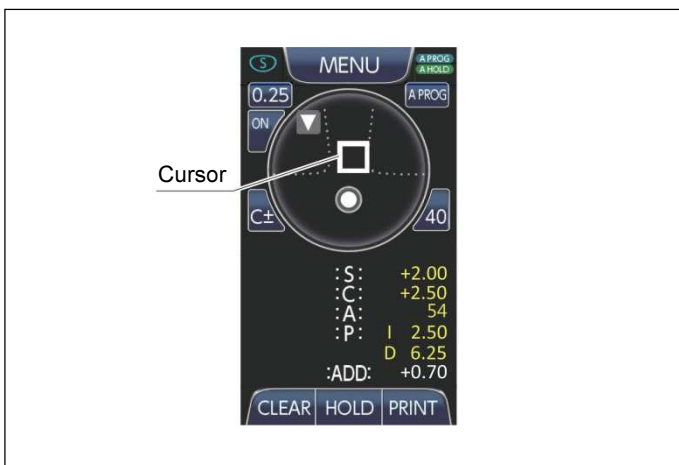 S MENU A PROG
A HOLD
0.25 A PROG
ON
Cursor
C± 40
:S: +2.00
:C: +2.50
:A: 54
:P: I 2.50
D 6.25
:ADD: +0.70
CLEAR HOLD PRINT